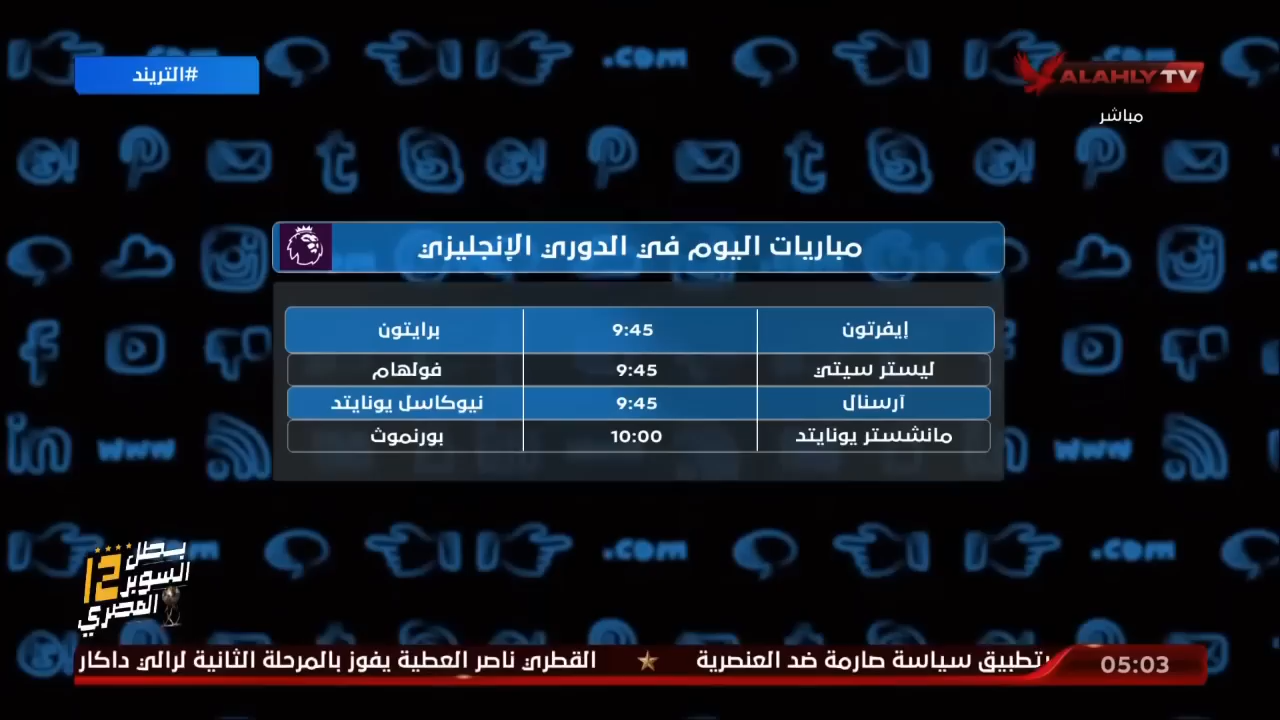 #التريند
ALAHLY TV
مباشر
مباريات اليوم في الدوري الإنجليزي
إيفرتون 9:45 برايتون
ليستر سيتي 9:45 فولهام
آرسنال 9:45 نيوكاسل يونايتد
مانشستر يونايتد 10:00 بورنموث
بطل
السوبر 12
المصري
05:03 بتطبيق سياسة صارمة ضد العنصرية ★ القطري ناصر العطية يفوز بالمرحلة الثانية لرالي داكار